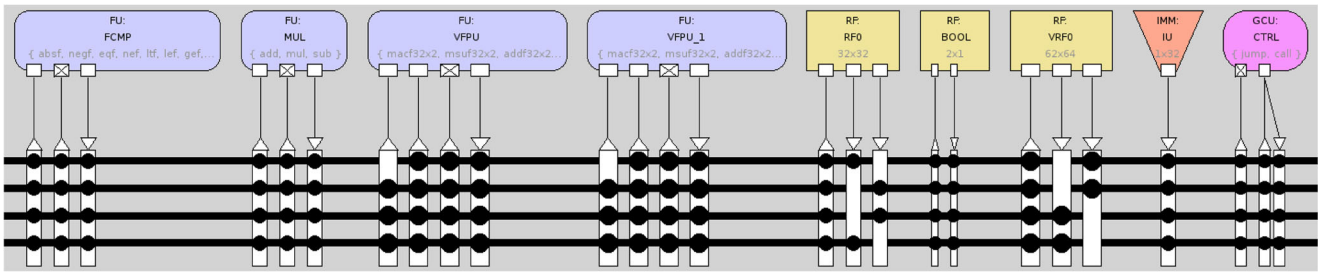 FU:
FCMP
{ absf, negf, eqf, nef, ltf, lef, gef,...
FU:
MUL
{ add, mul, sub }
FU:
VFPU
{ macf32x2, msuf32x2, addf32x2...
FU:
VFPU_1
{ macf32x2, msuf32x2, addf32x2...
RF:
RF0
32x32
RF:
BOOL
2x1
RF:
VRF0
62x64
IMM:
IU
1x32
GCU:
CTRL
{ jump, call }